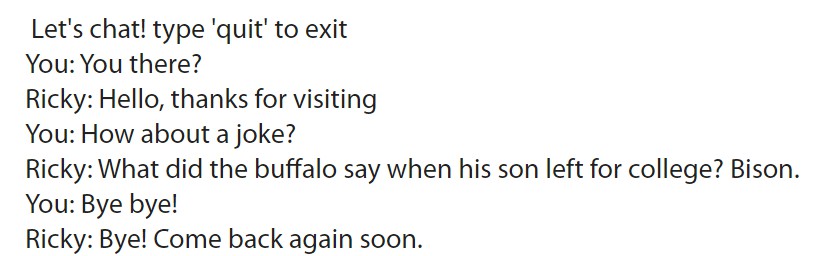 Let's chat! type 'quit' to exit
You: You there?
Ricky: Hello, thanks for visiting
You: How about a joke?
Ricky: What did the buffalo say when his son left for college? Bison.
You: Bye bye!
Ricky: Bye! Come back again soon.